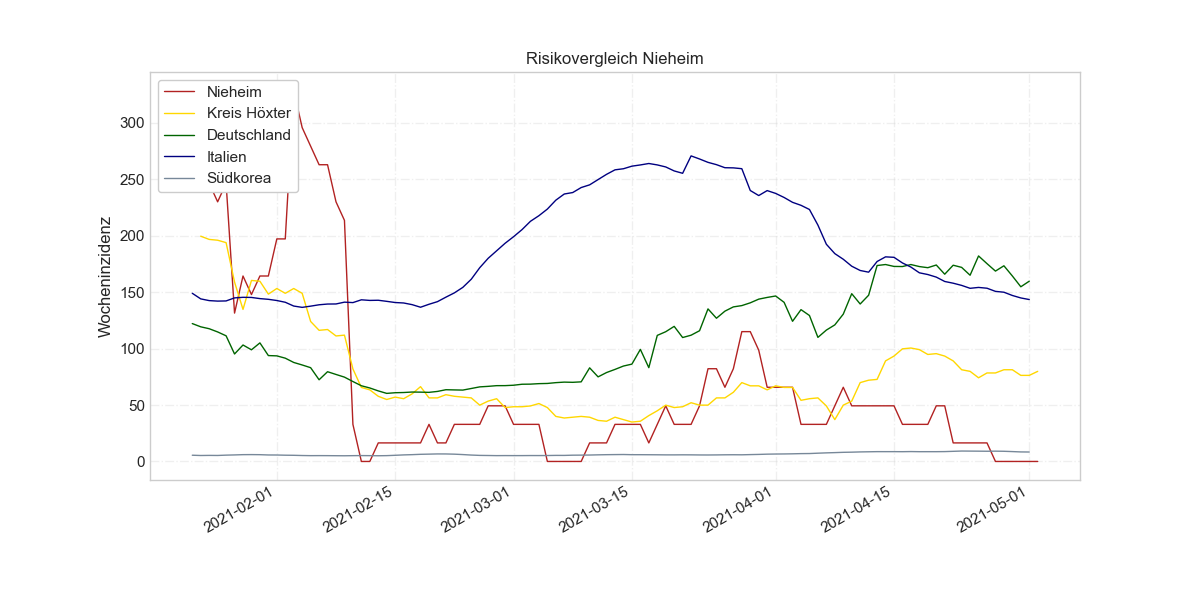 Risikovergleich Nieheim
Nieheim
Kreis Höxter
Deutschland
Italien
Südkorea
Wocheninzidenz
300
250
200
150
100
50
0
2021-02-01
2021-02-15
2021-03-01
2021-03-15
2021-04-01
2021-04-15
2021-05-01